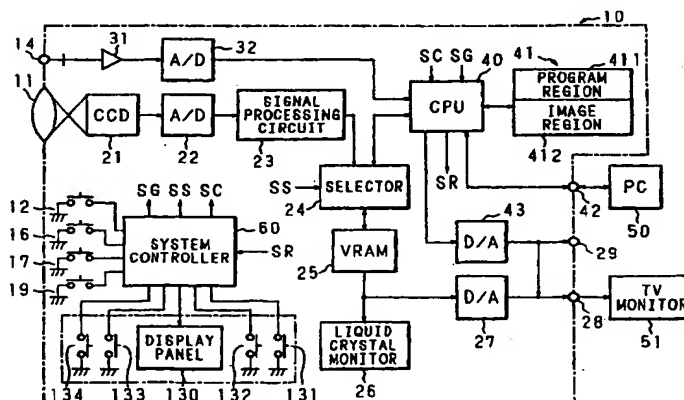 10
14
31
32
A/D
11
CCD
21
A/D
22
SIGNAL
PROCESSING
CIRCUIT
23
SC SG
40
CPU
41
411
PROGRAM
REGION
IMAGE
REGION
412
SS
SELECTOR
24
SR
42
PC
50
SG SS SC
12
16
17
19
SYSTEM
CONTROLLER
60
SR
VRAM
25
43
D/A
29
D/A
27
28
TV
MONITOR
51
LIQUID
CRYSTAL
MONITOR
26
DISPLAY
PANEL
134
133
130
132
131